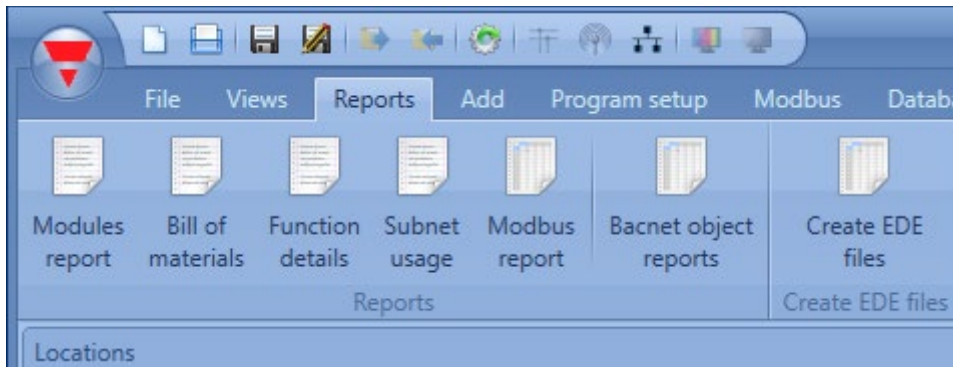 File Views Reports Add Program setup Modbus Datab
Modules Bill of Function Subnet Modbus Bacnet object Create EDE
report materials details usage report reports files
Reports Create EDE files
Locations